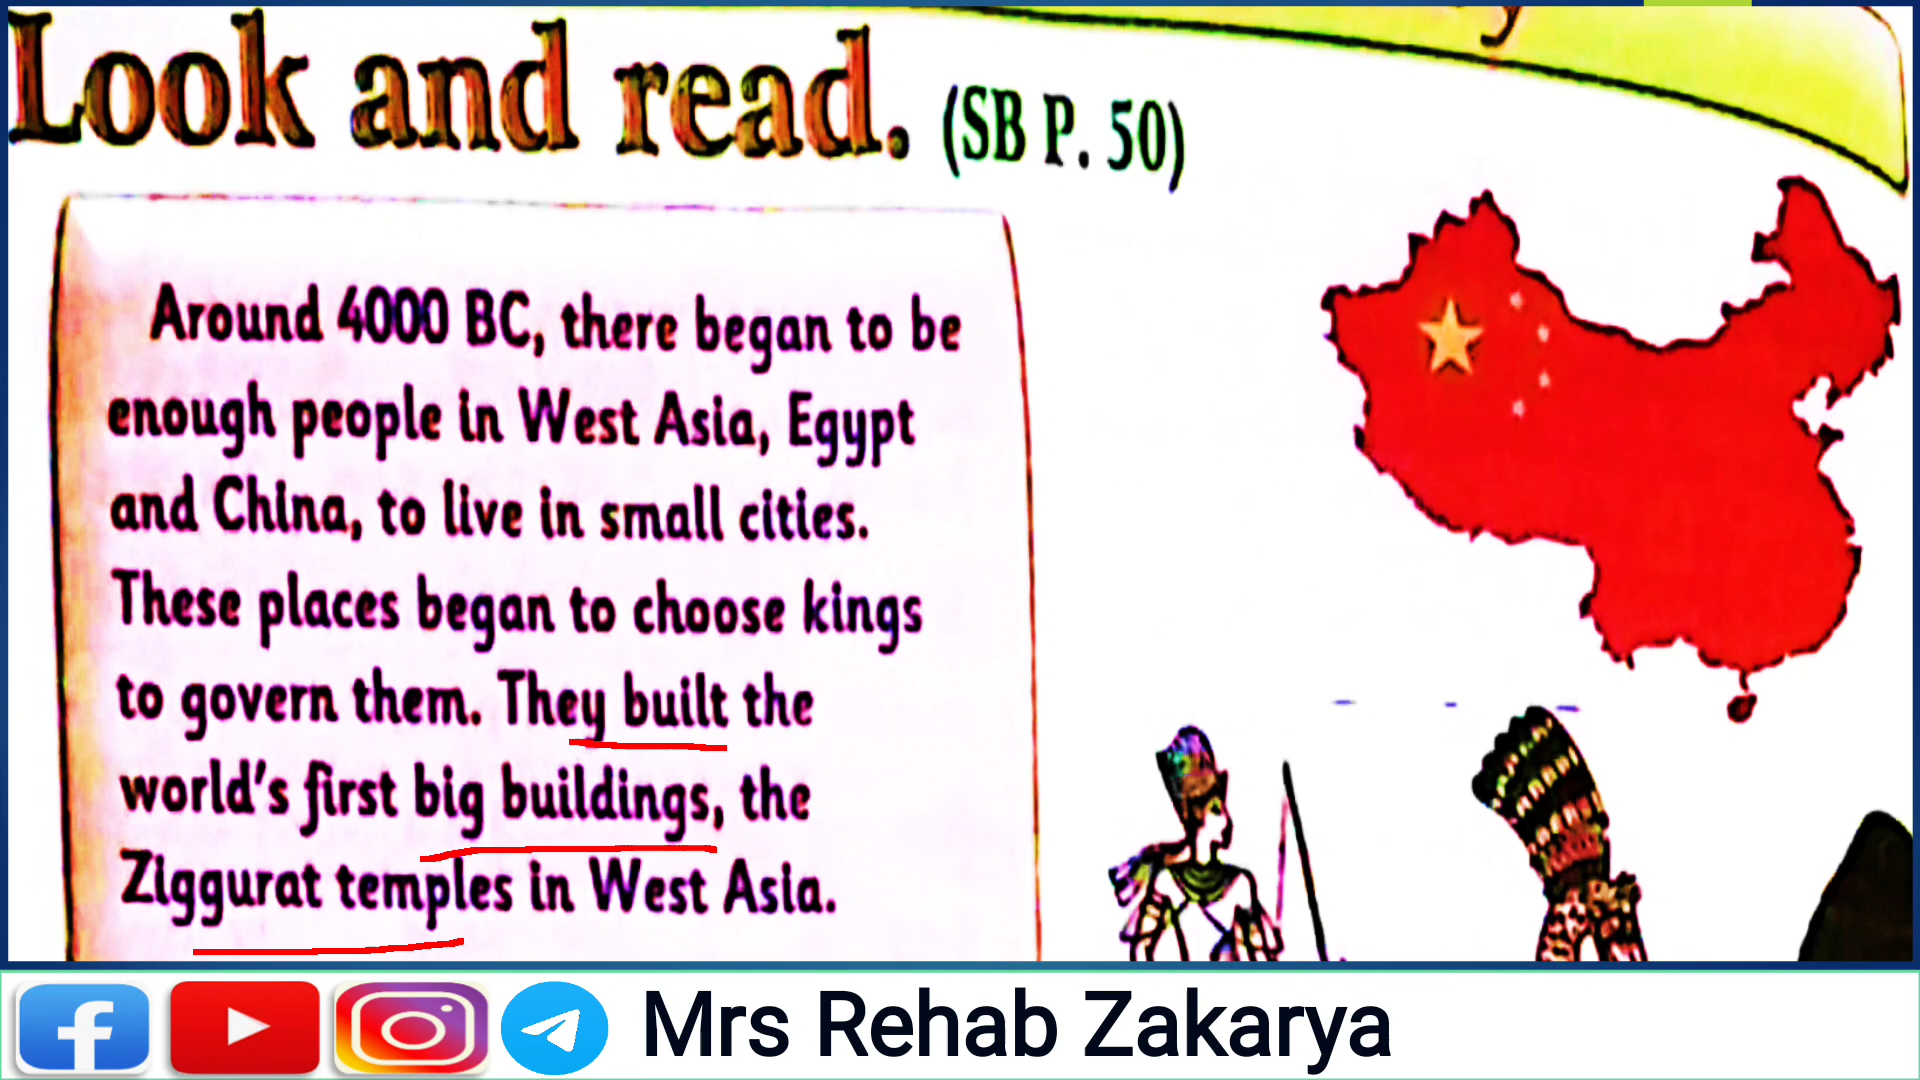 Look and read. (SB P. 50)
Around 4000 BC, there began to be
enough people in West Asia, Egypt
and China, to live in small cities.
These places began to choose kings
to govern them. They built the
world's first big buildings, the
Ziggurat temples in West Asia.
Mrs Rehab Zakarya